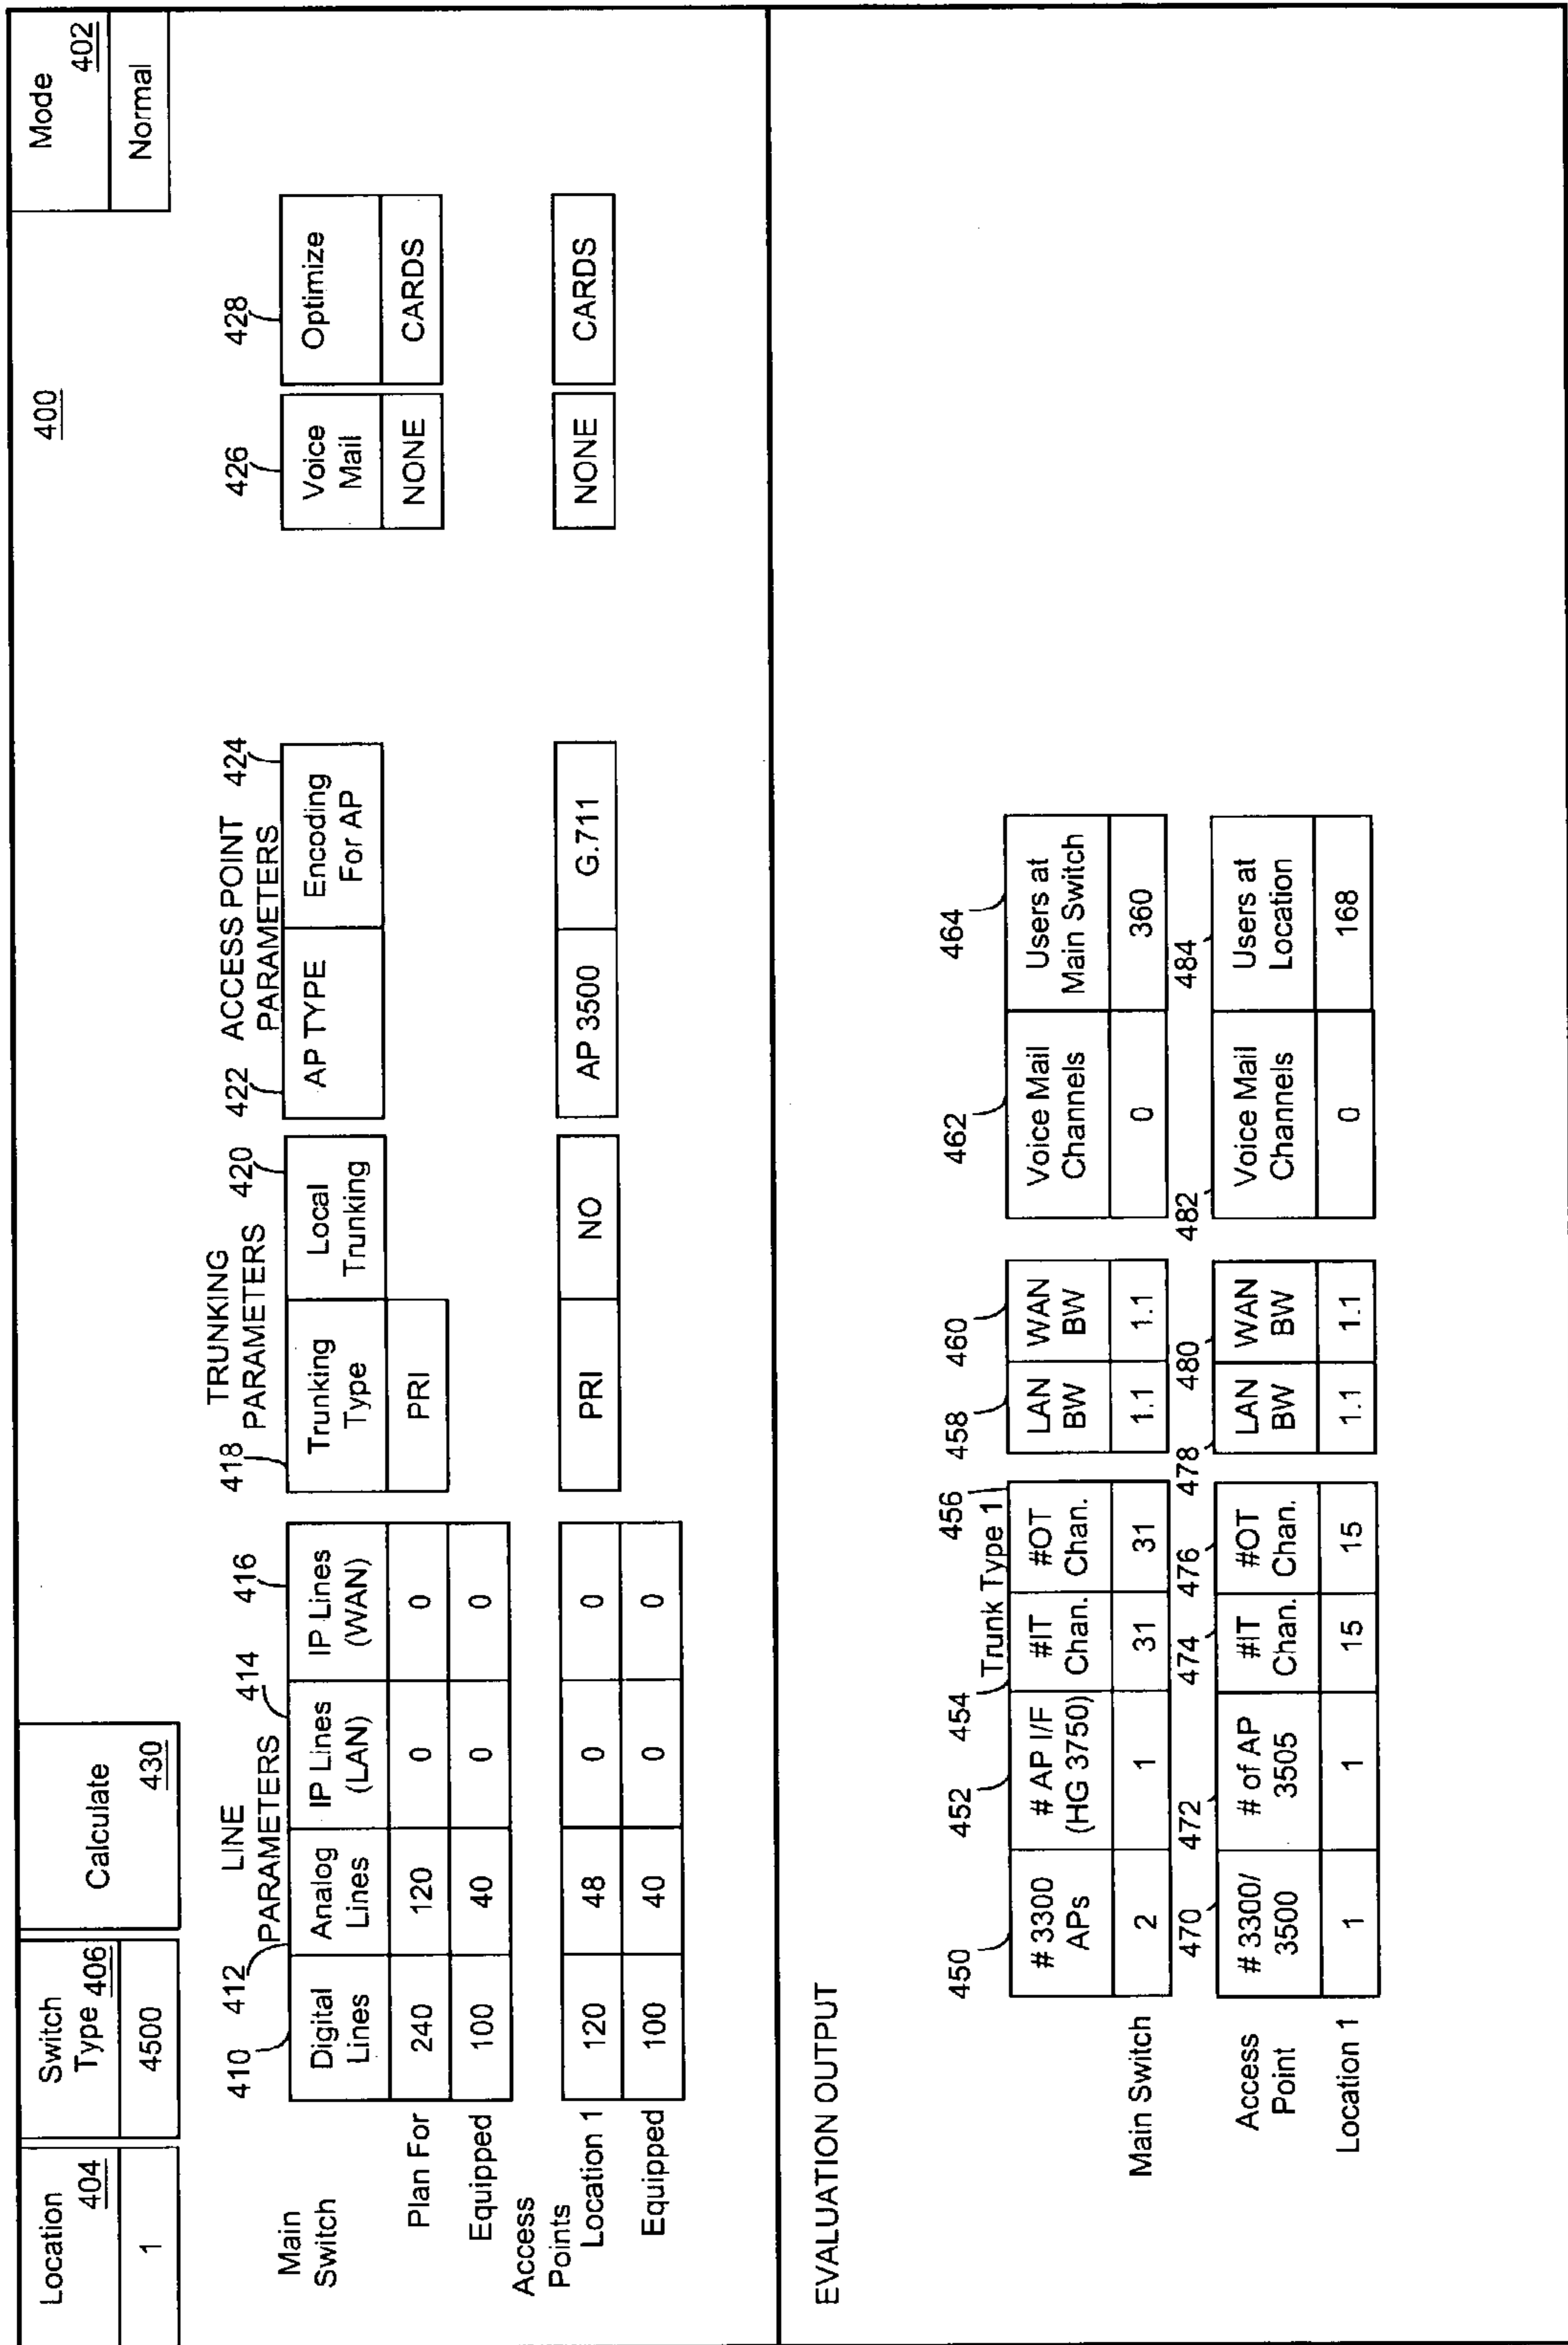 Location 404
1
Switch Type 406
4500
Calculate 430
400
Mode 402
Normal
LINE PARAMETERS
TRUNKING PARAMETERS
ACCESS POINT PARAMETERS
410 412 414 416 418 420 422 424 426 428
Main Switch
Digital Lines Analog Lines IP Lines (LAN) IP Lines (WAN) Trunking Type Local Trunking AP TYPE Encoding For AP Voice Mail Optimize
Plan For 240 120 0 0 PRI NONE CARDS
Equipped 100 40 0 0
Access Points
Location 1 120 48 0 0 PRI NO AP 3500 G.711 NONE CARDS
Equipped 100 40 0 0
EVALUATION OUTPUT
450 452 454 Trunk Type 1 456 458 460 462 464
# 3300 APs # AP I/F (HG 3750) #IT Chan. #OT Chan. LAN BW WAN BW Voice Mail Channels Users at Main Switch
Main Switch 2 1 31 31 1.1 1.1 0 360
470 472 474 476 478 480 482 484
Access Point # 3300/ 3500 # of AP 3505 #IT Chan. #OT Chan. LAN BW WAN BW Voice Mail Channels Users at Location
Location 1 1 1 15 15 1.1 1.1 0 168